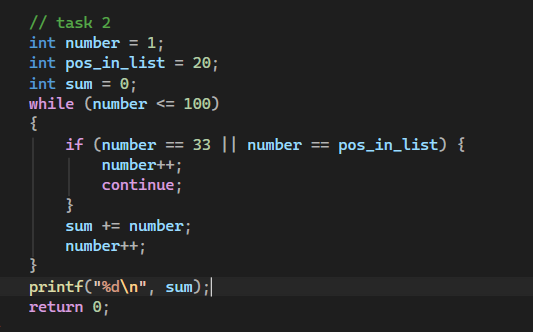 // task 2
int number = 1;
int pos_in_list = 20;
int sum = 0;
while (number <= 100)
{
if (number == 33 || number == pos_in_list) {
number++;
continue;
}
sum += number;
number++;
}
printf("%d\n", sum);
return 0;